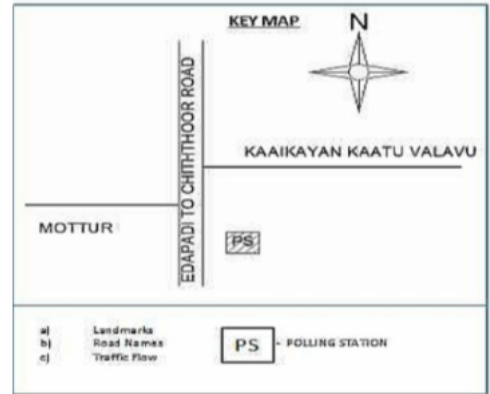 KEY MAP
N
EDAPADI TO CHITHTHOOR ROAD
KAAIKAYAN KAATU VALAVU
MOTTUR
PS
a) Landmarks
b) Road Names
c) Traffic Flow
PS - POLLING STATION